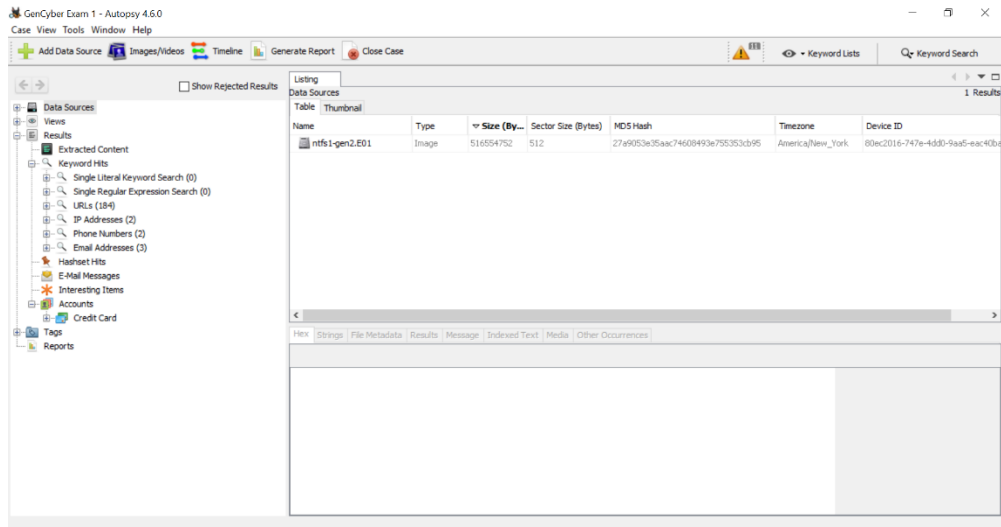 GenCyber Exam 1 - Autopsy 4.6.0
Case View Tools Window Help
Add Data Source Images/Videos Timeline Generate Report Close Case Keyword Lists Keyword Search
Show Rejected Results
Data Sources
Views
Results
Extracted Content
Keyword Hits
Single Literal Keyword Search (0)
Single Regular Expression Search (0)
URLs (184)
IP Addresses (2)
Phone Numbers (2)
Email Addresses (3)
Hashset Hits
E-Mail Messages
Interesting Items
Accounts
Credit Card
Tags
Reports
Listing
Data Sources 1 Results
Table Thumbnail
Name Type Size (By... Sector Size (Bytes) MD5 Hash Timezone Device ID
ntfs1-gen2.E01 Image 516554752 512 27a9053e35aac74608493e755353cb95 America/New_York 80ec2016-747e-4dd0-9aa5-eac40ba
Hex Strings File Metadata Results Message Indexed Text Media Other Occurrences